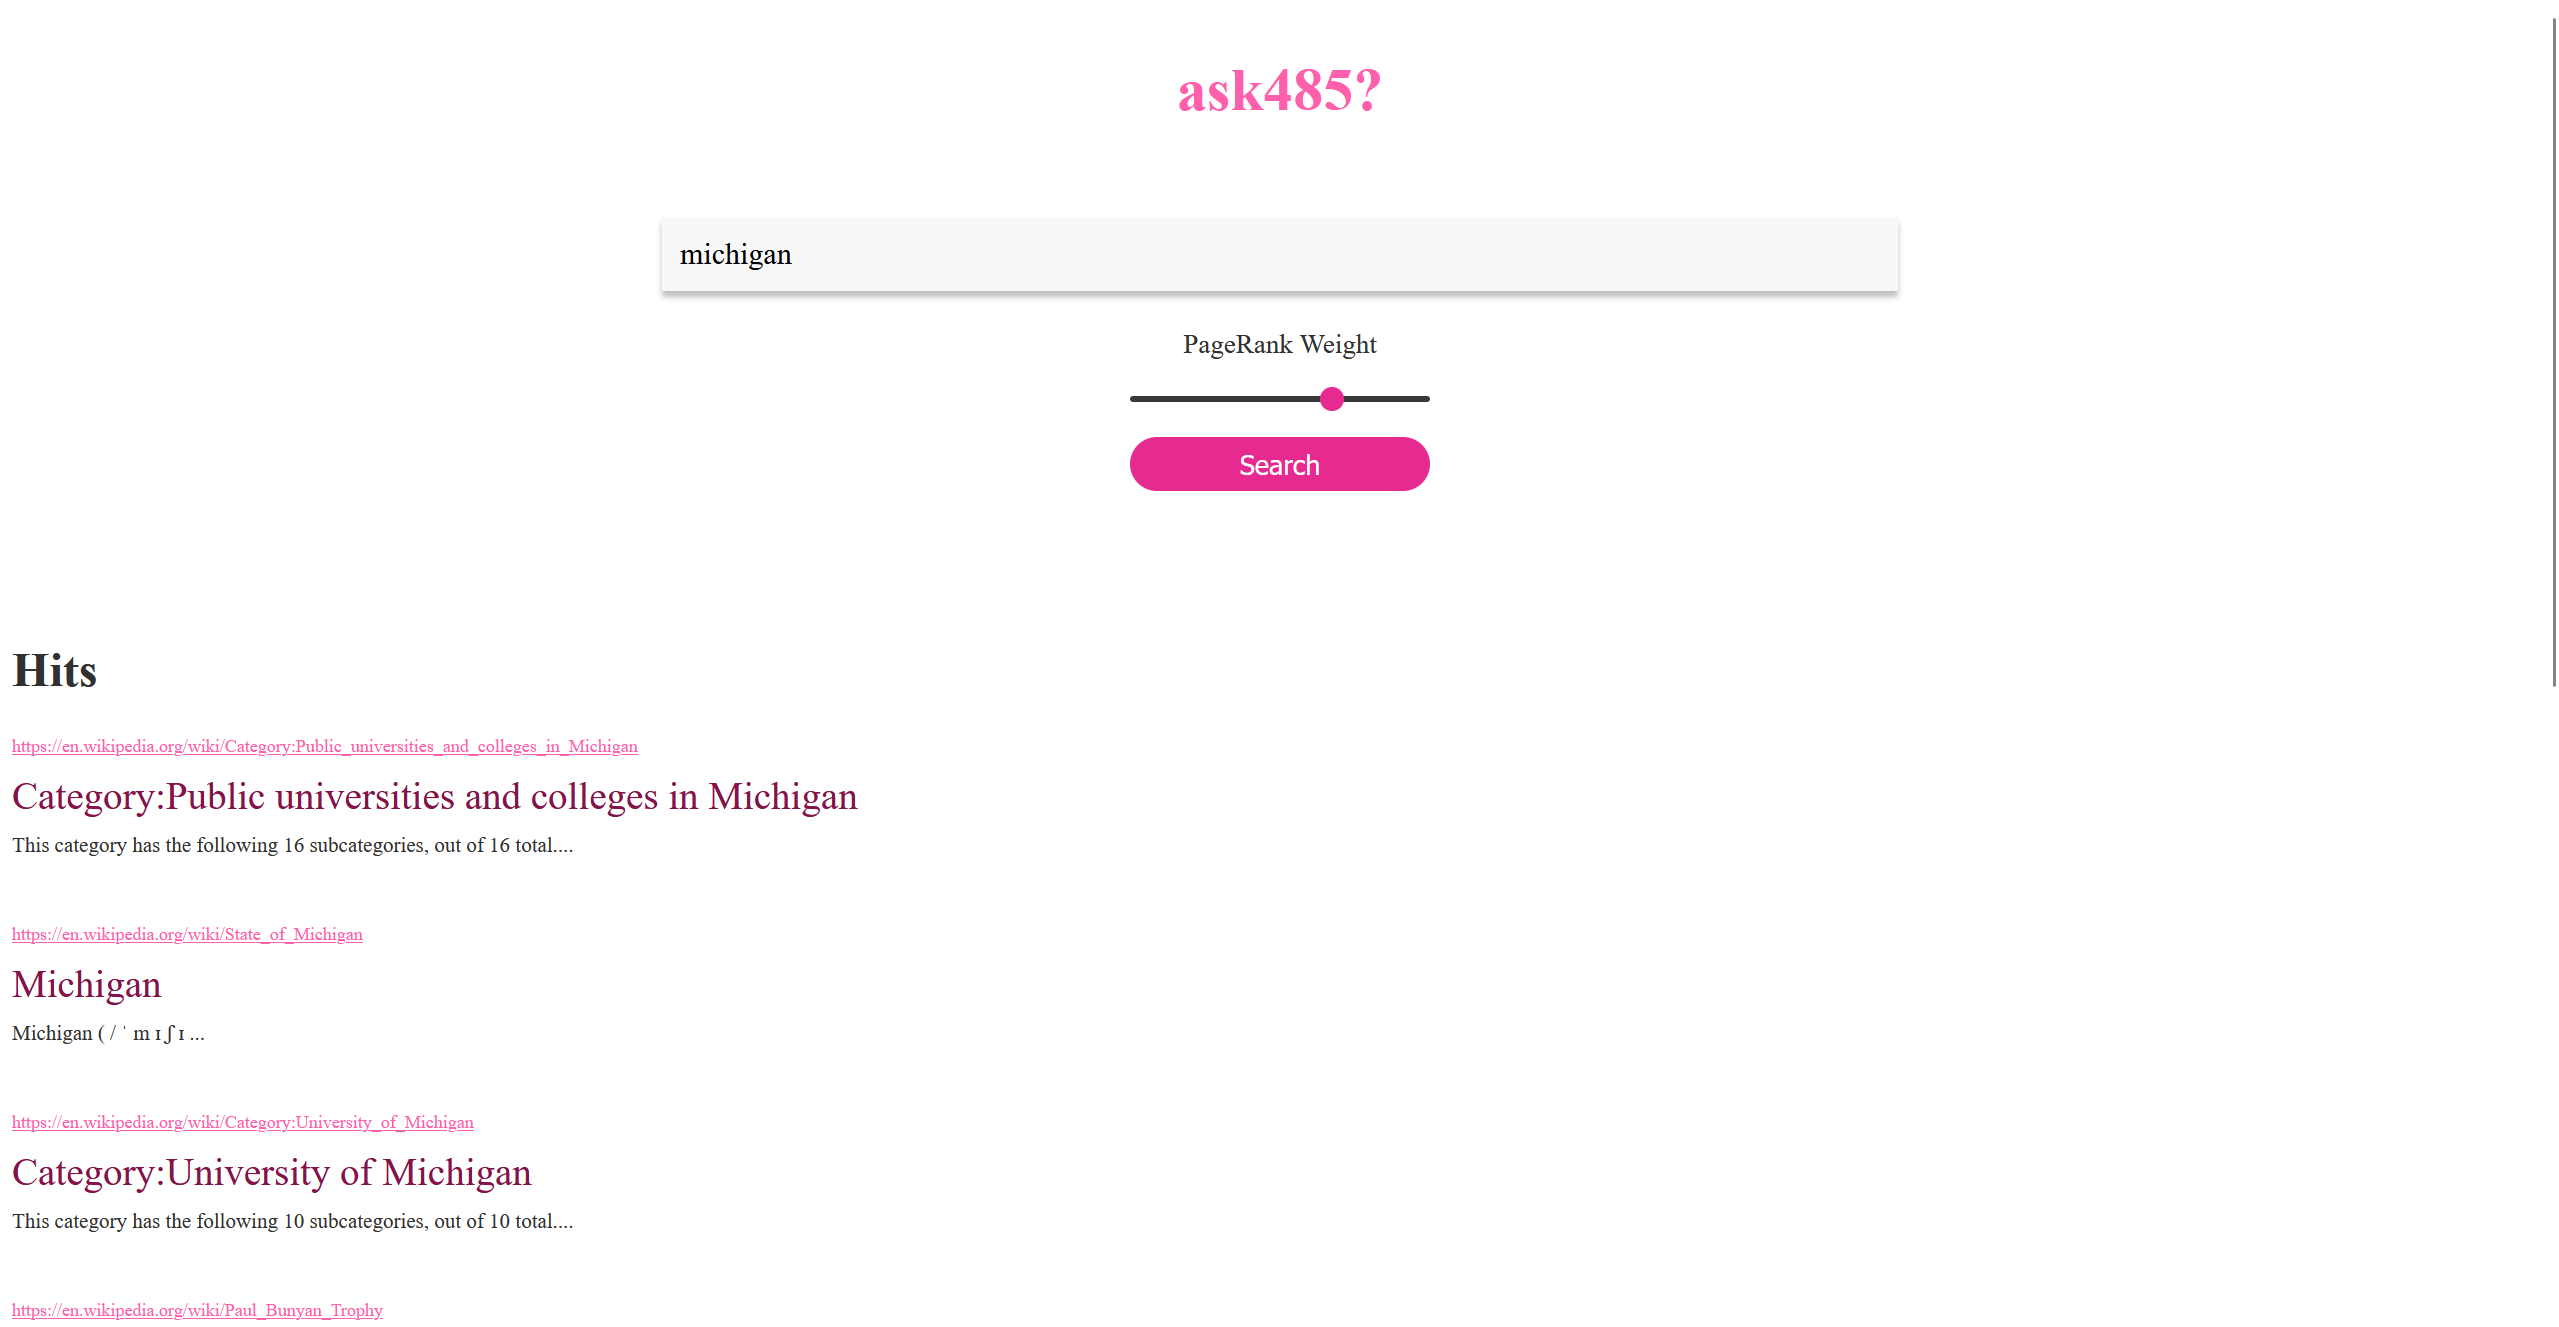 ask485?
michigan
PageRank Weight
Search
Hits
https://en.wikipedia.org/wiki/Category:Public_universities_and_colleges_in_Michigan
Category:Public universities and colleges in Michigan
This category has the following 16 subcategories, out of 16 total....
https://en.wikipedia.org/wiki/State_of_Michigan
Michigan
Michigan ( / ˈ m ɪ ʃ ɪ ...
https://en.wikipedia.org/wiki/Category:University_of_Michigan
Category:University of Michigan
This category has the following 10 subcategories, out of 10 total....
https://en.wikipedia.org/wiki/Paul_Bunyan_Trophy